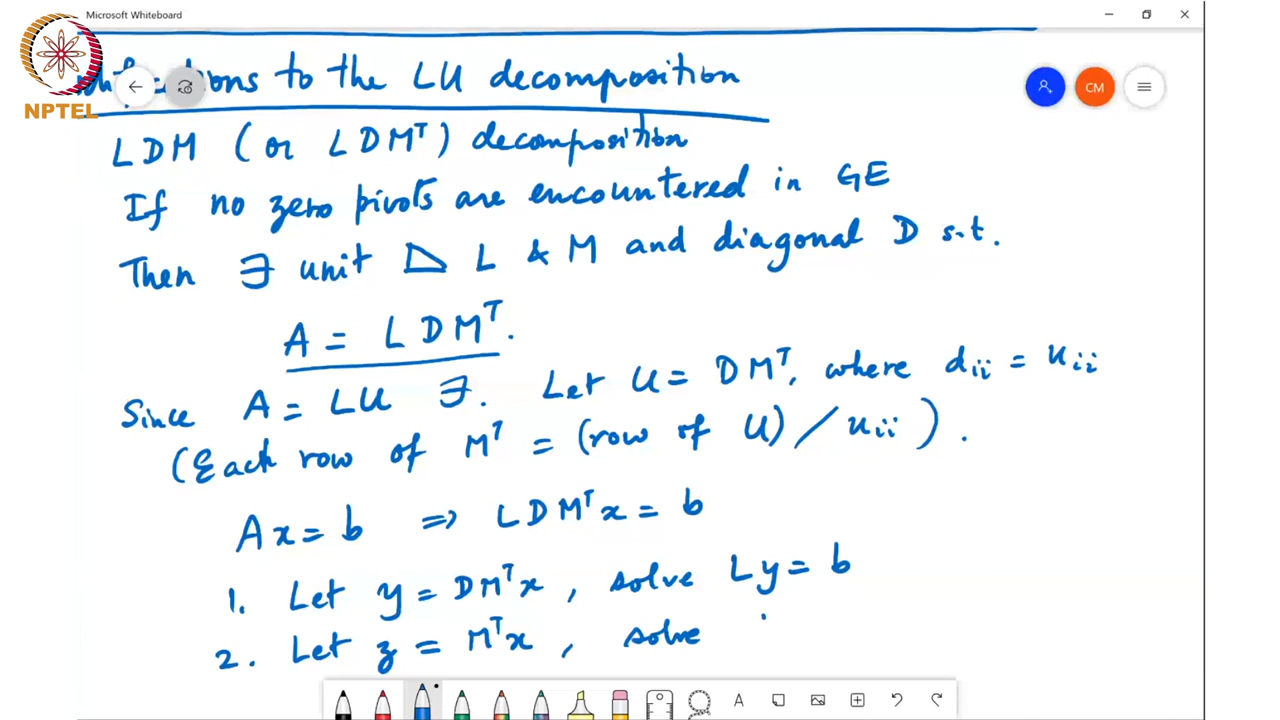 Microsoft Whiteboard
NPTEL
CM
to the LU decomposition
LDM (or LDMᵀ) decomposition
If no zero pivots are encountered in GE
Then ∃ unit ◺ L & M and diagonal D s.t.
A = LDMᵀ.
Since A = LU ∃. Let U = DMᵀ, where dᵢᵢ = uᵢᵢ
(Each row of Mᵀ = (row of U) / uᵢᵢ).
Ax = b ⇒ LDMᵀx = b
1. Let y = DMᵀx, solve Ly = b
2. Let z = Mᵀx, solve
A